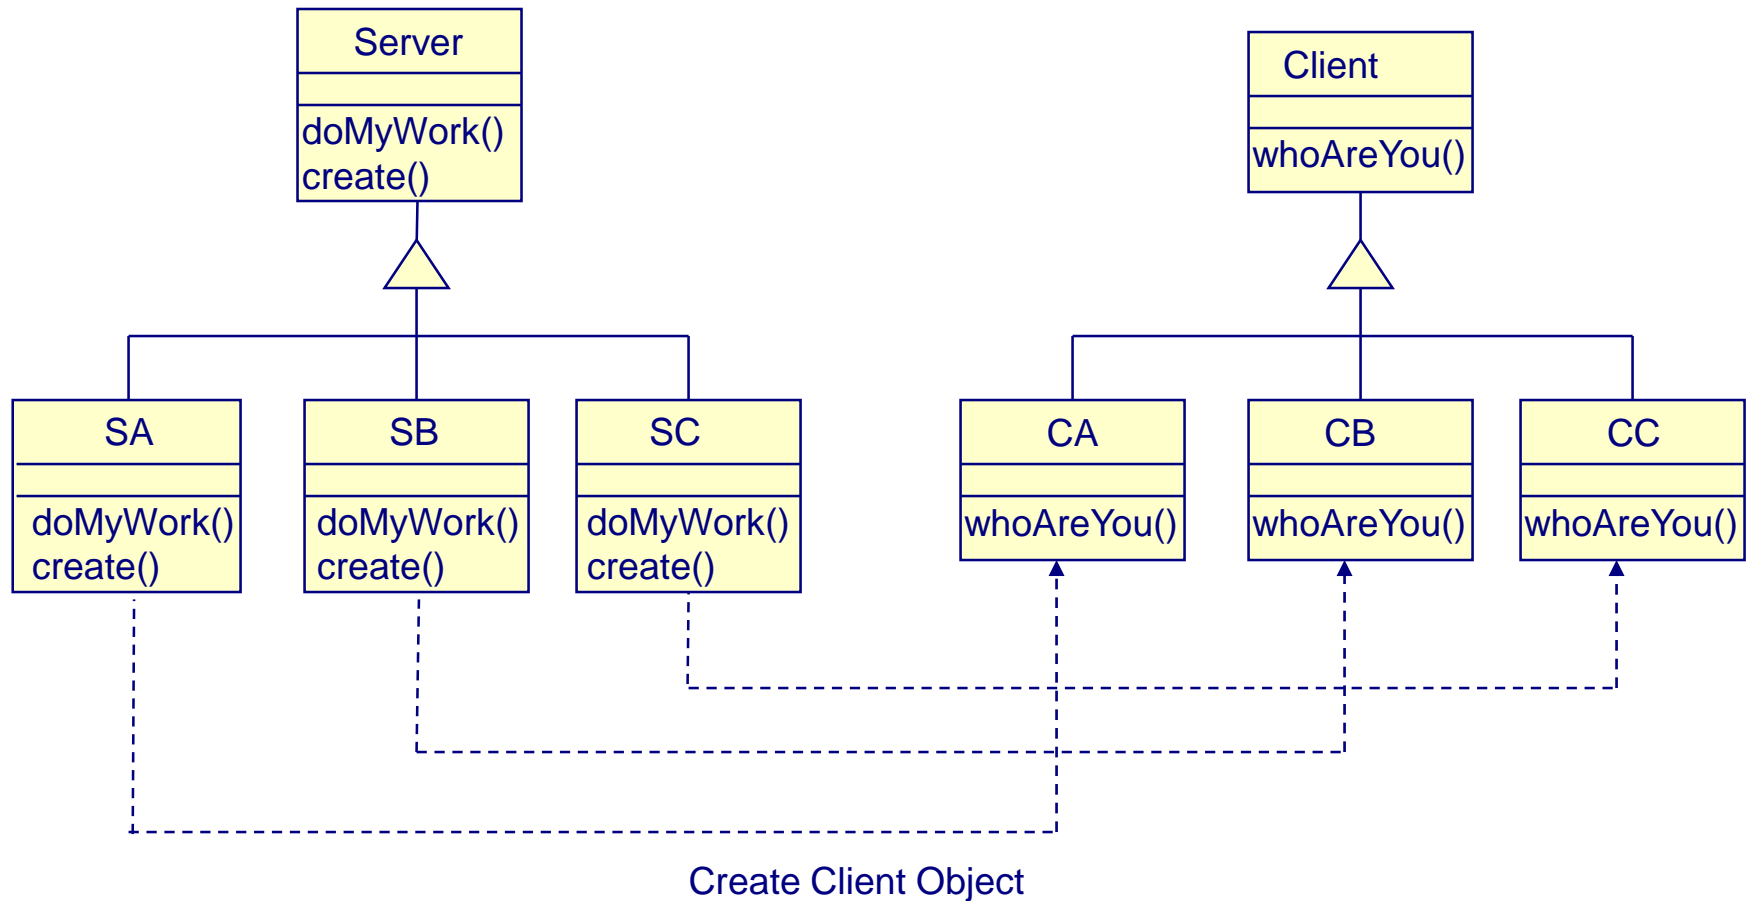 Server
doMyWork()
create()
Client
whoAreYou()
SA
doMyWork()
create()
SB
doMyWork()
create()
SC
doMyWork()
create()
CA
whoAreYou()
CB
whoAreYou()
CC
whoAreYou()
Create Client Object